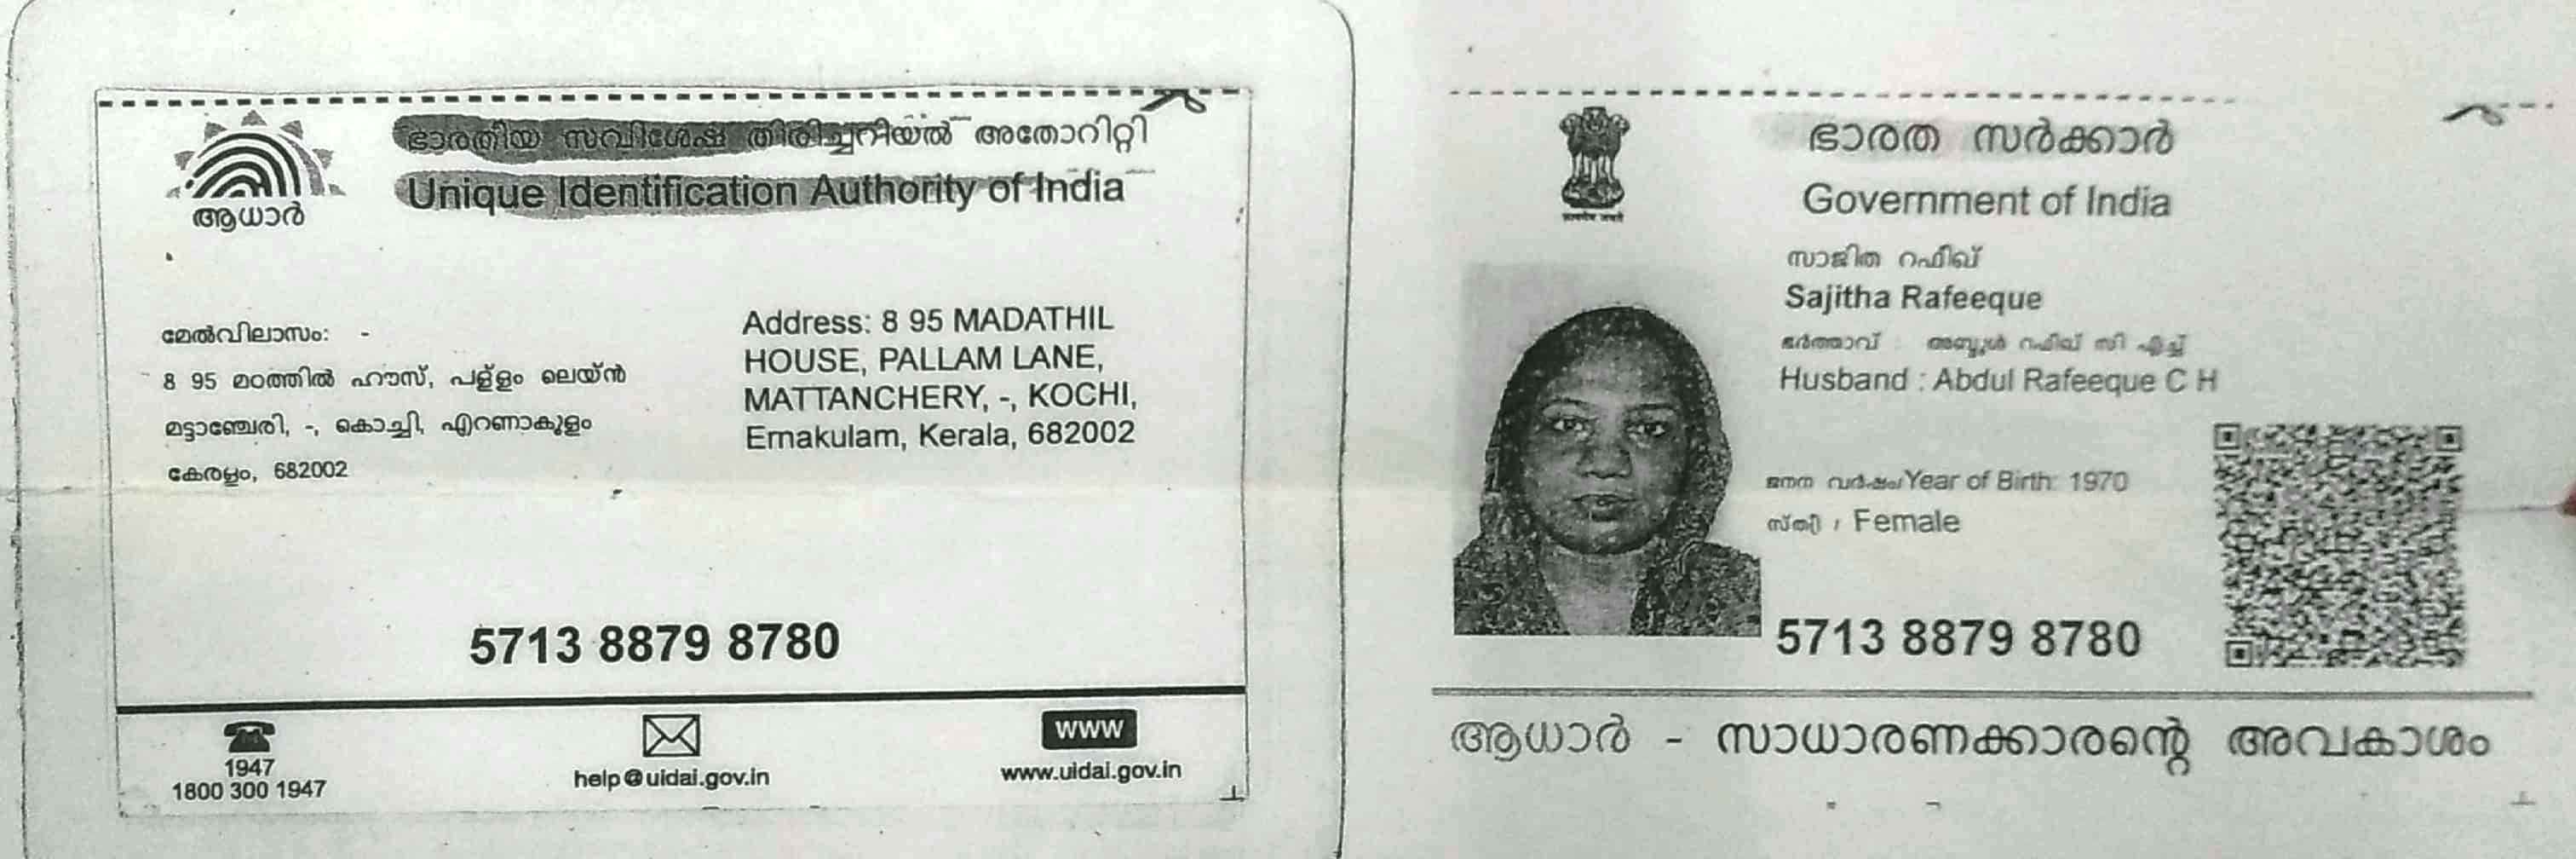 ഭാരതിയ സവിശേഷ തിരിച്ചറിയൽ അതോറിറ്റി
Unique Identification Authority of India
ആധാർ
മേൽവിലാസം: -
8 95 മഠത്തിൽ ഹൗസ്, പള്ളം ലെയ്ൻ
മട്ടാഞ്ചേരി, -, കൊച്ചി, എറണാകുളം
കേരളം, 682002
Address: 8 95 MADATHIL
HOUSE, PALLAM LANE,
MATTANCHERY, -, KOCHI,
Ernakulam, Kerala, 682002
5713 8879 8780
1947
1800 300 1947
help@uidai.gov.in
www
www.uidai.gov.in
ഭാരത സർക്കാർ
Government of India
സാജിത റഫീഖ്
Sajitha Rafeeque
ഭർത്താവ് : അബ്ദുൾ റഫീഖ് സി എച്ച്
Husband : Abdul Rafeeque C H
ജനന വർഷം/Year of Birth: 1970
സ്ത്രീ / Female
5713 8879 8780
ആധാർ - സാധാരണക്കാരന്റെ അവകാശം